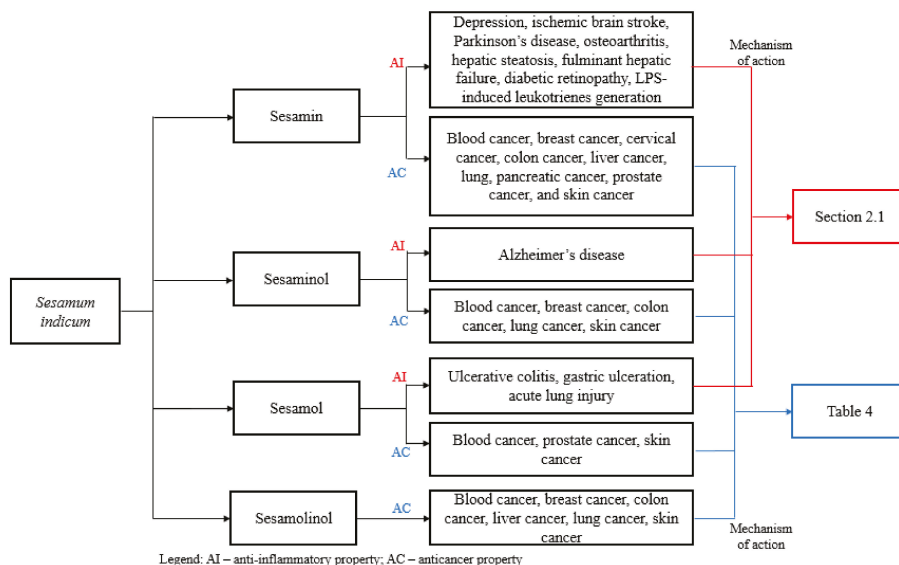 Depression, ischemic brain stroke,
Parkinson’s disease, osteoarthritis,
hepatic steatosis, fulminant hepatic
failure, diabetic retinopathy, LPS-
induced leukotrienes generation
Mechanism
of action
AI
Sesamin
Blood cancer, breast cancer, cervical
cancer, colon cancer, liver cancer,
lung, pancreatic cancer, prostate
cancer, and skin cancer
AC
Section 2.1
AI
Alzheimer’s disease
Sesaminol
Sesamum
indicum
Blood cancer, breast cancer, colon
cancer, lung cancer, skin cancer
AC
AI
Ulcerative colitis, gastric ulceration,
acute lung injury
Sesamol
Table 4
Blood cancer, prostate cancer, skin
cancer
AC
Sesamolinol
AC
Blood cancer, breast cancer, colon
cancer, liver cancer, lung cancer, skin
cancer
Mechanism
of action
Legend: AI – anti-inflammatory property; AC – anticancer property